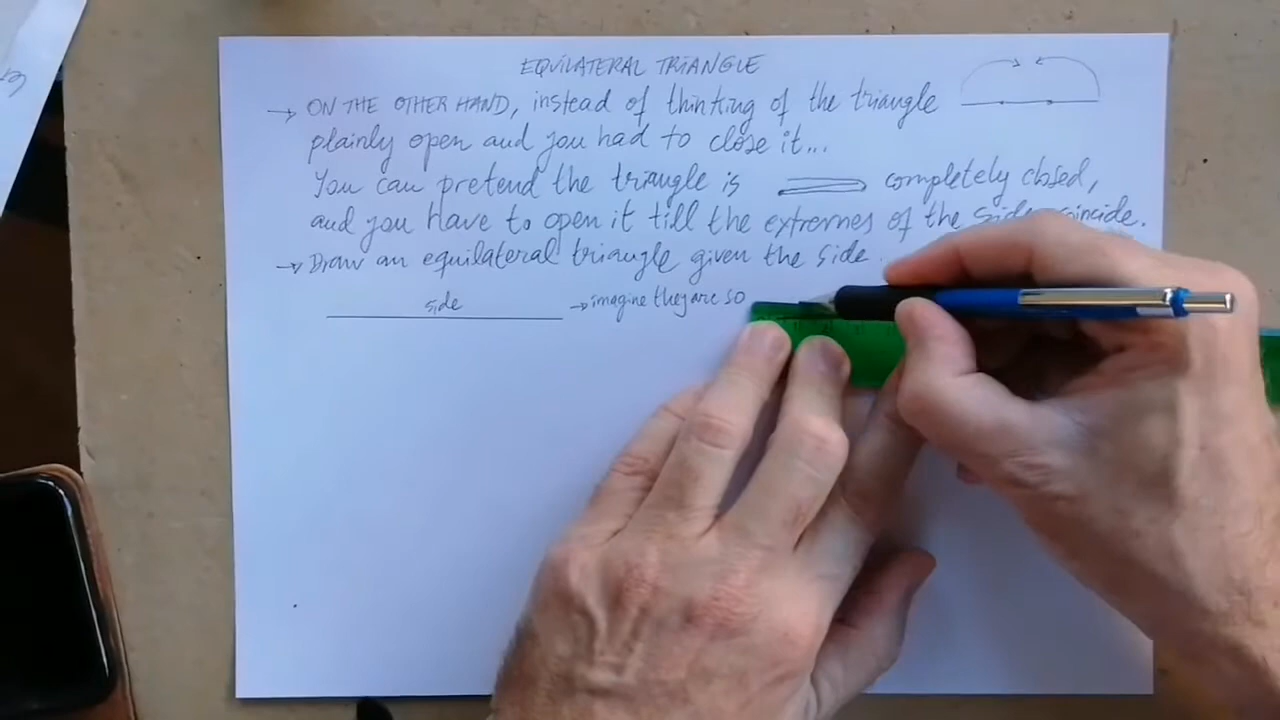 EQUILATERAL TRIANGLE
→ ON THE OTHER HAND, instead of thinking of the triangle
plainly open and you had to close it...
You can pretend the triangle is completely closed,
and you have to open it till the extremes of the side coincide.
→ Draw an equilateral triangle given the side.
side
→ imagine they are so